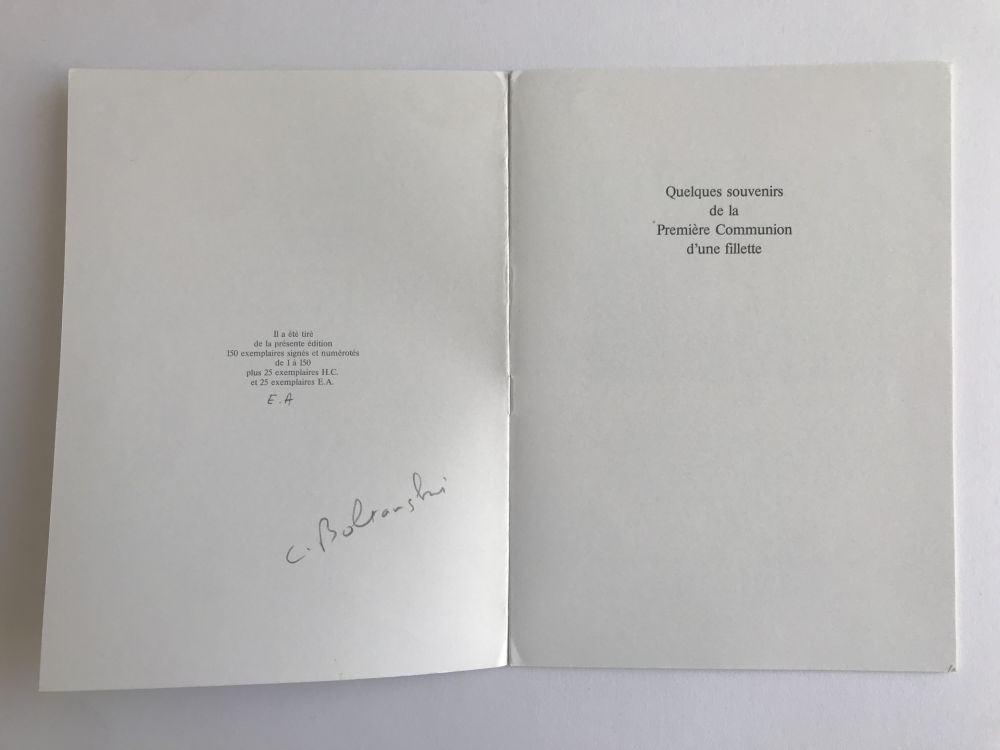 Il a été tiré
de la présente édition
150 exemplaires signés et numérotés
de 1 à 150
plus 25 exemplaires H.C.
et 25 exemplaires E.A.
E.A
C. Boltanski
Quelques souvenirs
de la
Première Communion
d'une fillette